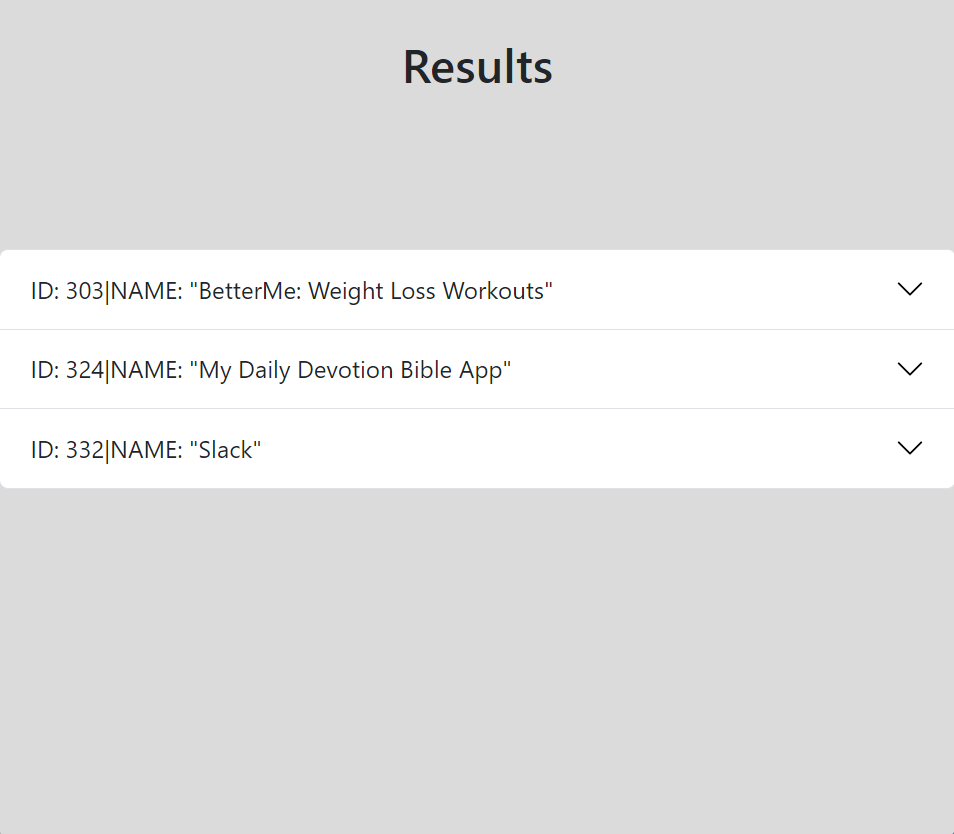 Results
ID: 303|NAME: "BetterMe: Weight Loss Workouts"
ID: 324|NAME: "My Daily Devotion Bible App"
ID: 332|NAME: "Slack"